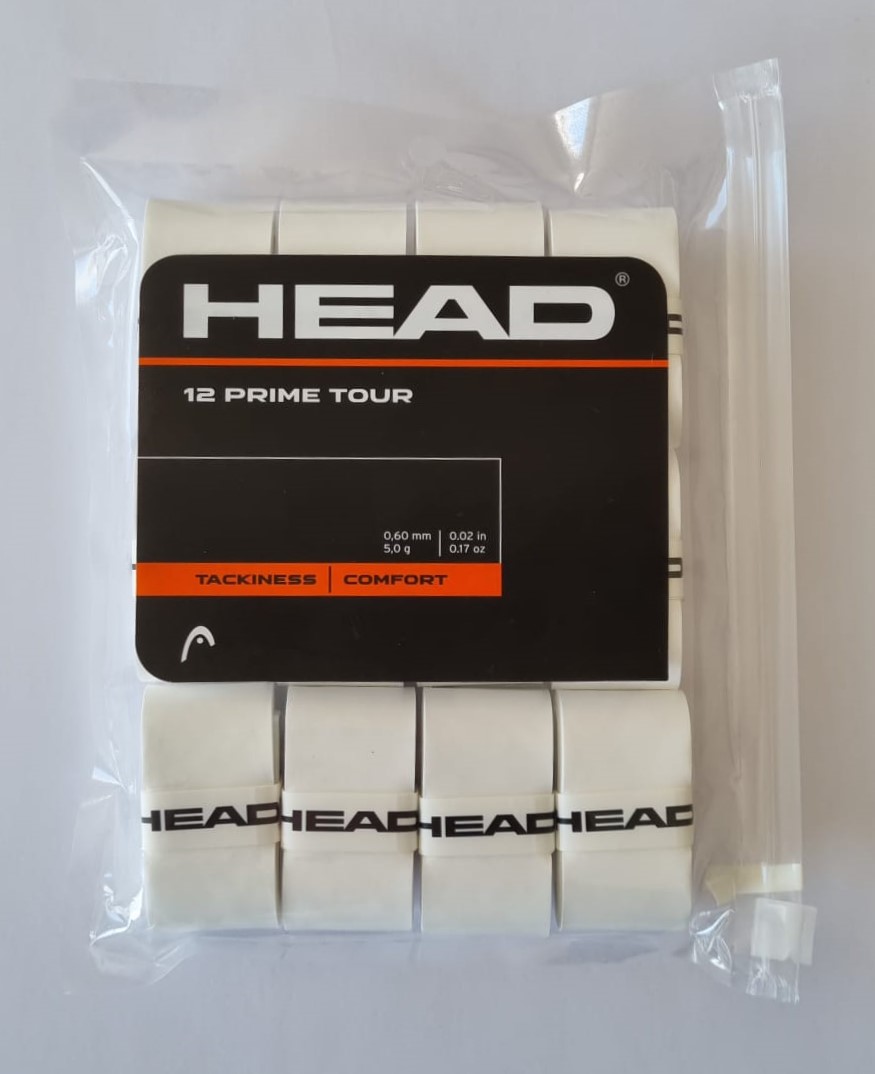 HEAD®
12 PRIME TOUR
0,60 mm | 0.02 in
5,0 g | 0.17 oz
TACKINESS | COMFORT
HEAD HEAD HEAD HEAD